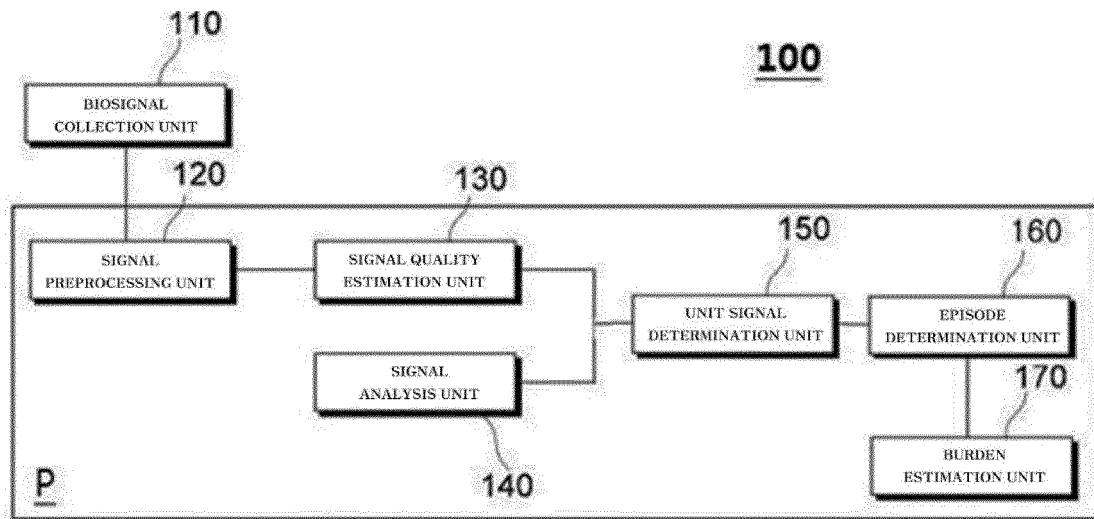 110
100
BIOSIGNAL
COLLECTION UNIT
120
130
150
160
SIGNAL
PREPROCESSING UNIT
SIGNAL QUALITY
ESTIMATION UNIT
UNIT SIGNAL
DETERMINATION UNIT
EPISODE
DETERMINATION UNIT
SIGNAL
ANALYSIS UNIT
170
140
BURDEN
ESTIMATION UNIT
P